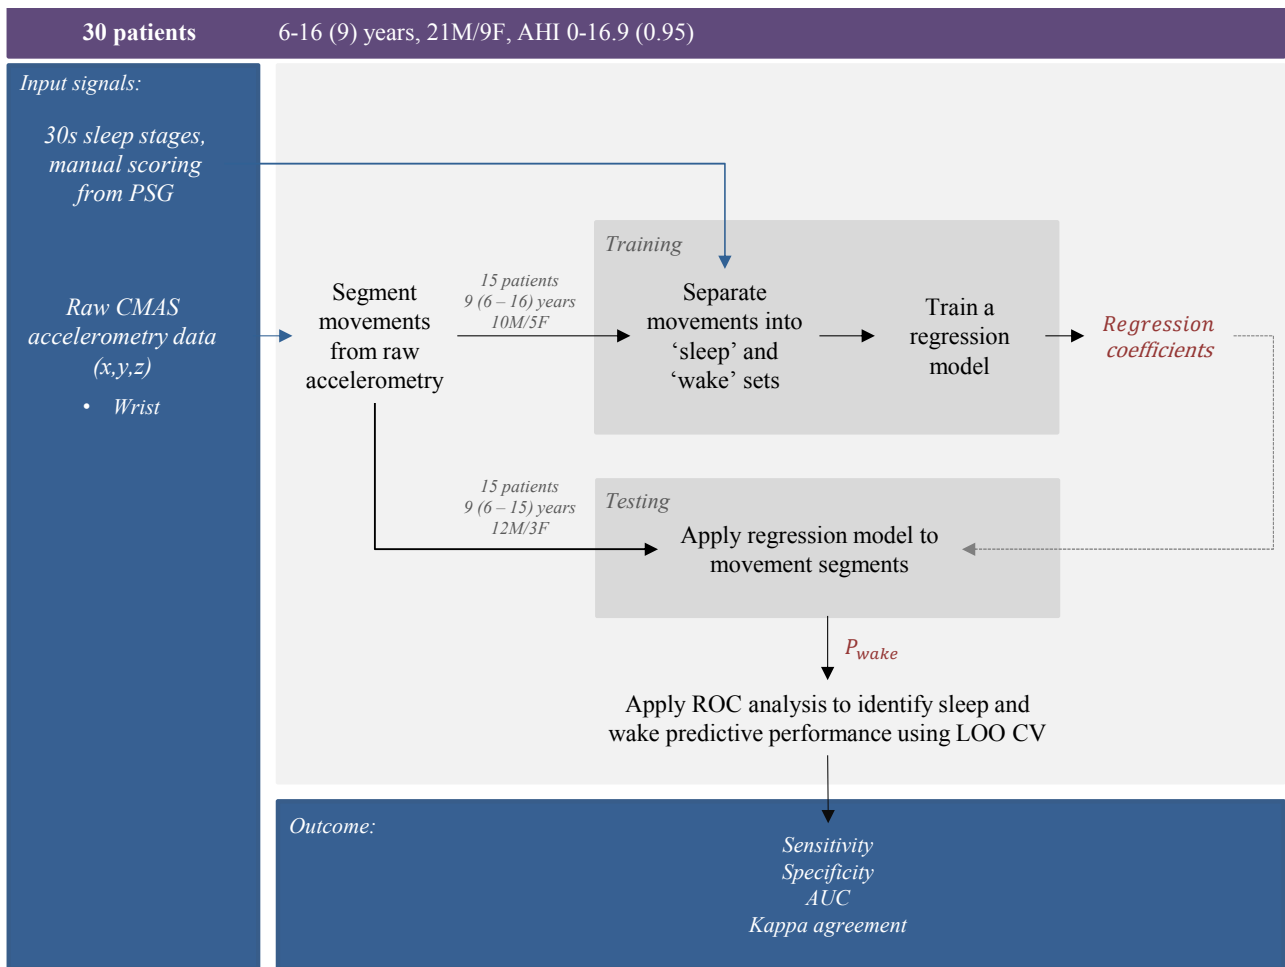 30 patients
6-16 (9) years, 21M/9F, AHI 0-16.9 (0.95)
Input signals:
30s sleep stages,
manual scoring
from PSG
Raw CMAS
accelerometry data
(x,y,z)
• Wrist
Segment
movements
from raw
accelerometry
15 patients
9 (6 – 16) years
10M/5F
Training
Separate
movements into
‘sleep’ and
‘wake’ sets
Train a
regression
model
Regression
coefficients
15 patients
9 (6 – 15) years
12M/3F
Testing
Apply regression model to
movement segments
Pwake
Apply ROC analysis to identify sleep and
wake predictive performance using LOO CV
Outcome:
Sensitivity
Specificity
AUC
Kappa agreement